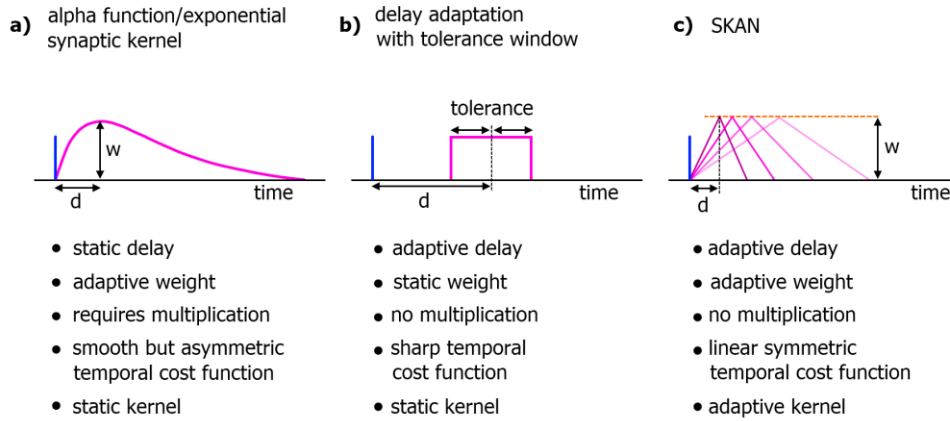 a) alpha function/exponential
synaptic kernel
w
d
time
• static delay
• adaptive weight
• requires multiplication
• smooth but asymmetric
temporal cost function
• static kernel
b) delay adaptation
with tolerance window
tolerance
d
time
• adaptive delay
• static weight
• no multiplication
• sharp temporal
cost function
• static kernel
c) SKAN
w
d
time
• adaptive delay
• adaptive weight
• no multiplication
• linear symmetric
temporal cost function
• adaptive kernel